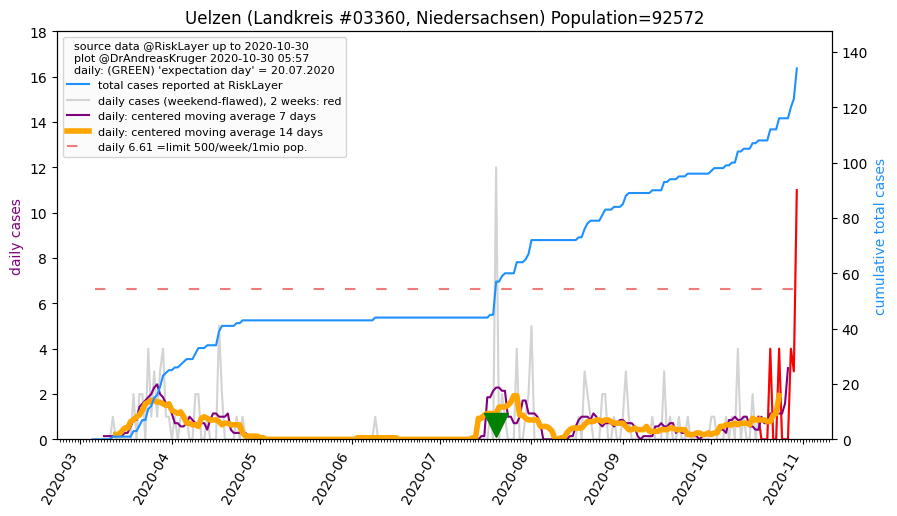 Uelzen (Landkreis #03360, Niedersachsen) Population=92572
source data @RiskLayer up to 2020-10-30
plot @DrAndreasKruger 2020-10-30 05:57
daily: (GREEN) 'expectation day' = 20.07.2020
total cases reported at RiskLayer
daily cases (weekend-flawed), 2 weeks: red
daily: centered moving average 7 days
daily: centered moving average 14 days
daily 6.61 =limit 500/week/1mio pop.
daily cases
18
16
14
12
10
8
6
4
2
0
cumulative total cases
140
120
100
80
60
40
20
0
2020-03
2020-04
2020-05
2020-06
2020-07
2020-08
2020-09
2020-10
2020-11